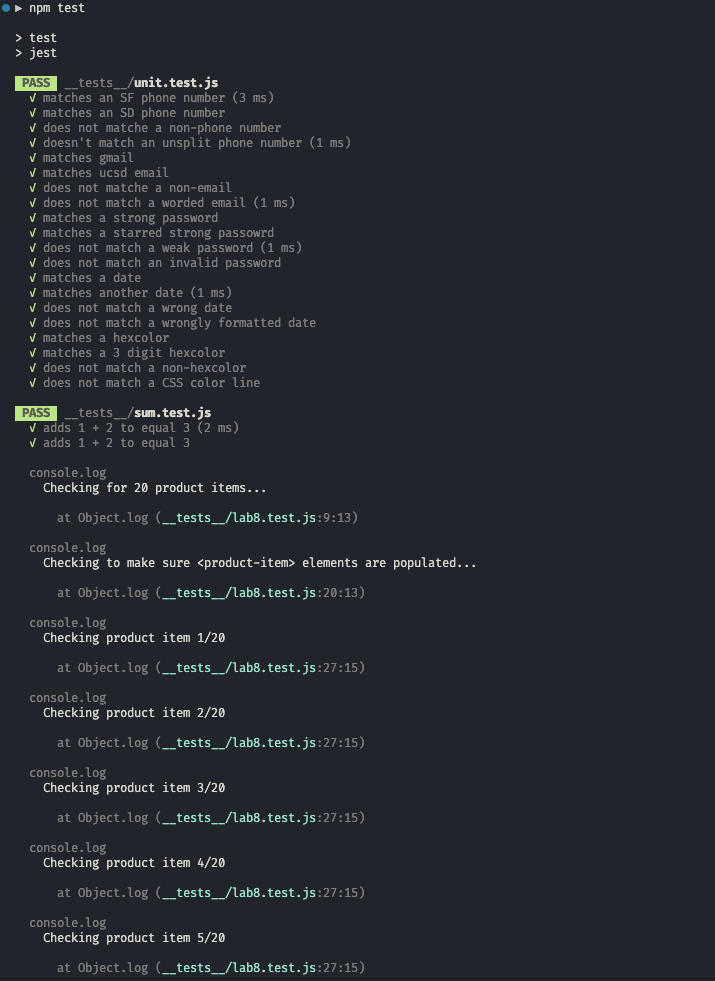 ▶ npm test
> test
> jest
PASS __tests__/unit.test.js
√ matches an SF phone number (3 ms)
√ matches an SD phone number
√ does not matche a non-phone number
√ doesn't match an unsplit phone number (1 ms)
√ matches gmail
√ matches ucsd email
√ does not matche a non-email
√ does not match a worded email (1 ms)
√ matches a strong password
√ matches a starred strong passowrd
√ does not match a weak password (1 ms)
√ does not match an invalid password
√ matches a date
√ matches another date (1 ms)
√ does not match a wrong date
√ does not match a wrongly formatted date
√ matches a hexcolor
√ matches a 3 digit hexcolor
√ does not match a non-hexcolor
√ does not match a CSS color line
PASS __tests__/sum.test.js
√ adds 1 + 2 to equal 3 (2 ms)
√ adds 1 + 2 to equal 3
console.log
Checking for 20 product items...
at Object.log (__tests__/lab8.test.js:9:13)
console.log
Checking to make sure <product-item> elements are populated...
at Object.log (__tests__/lab8.test.js:20:13)
console.log
Checking product item 1/20
at Object.log (__tests__/lab8.test.js:27:15)
console.log
Checking product item 2/20
at Object.log (__tests__/lab8.test.js:27:15)
console.log
Checking product item 3/20
at Object.log (__tests__/lab8.test.js:27:15)
console.log
Checking product item 4/20
at Object.log (__tests__/lab8.test.js:27:15)
console.log
Checking product item 5/20
at Object.log (__tests__/lab8.test.js:27:15)